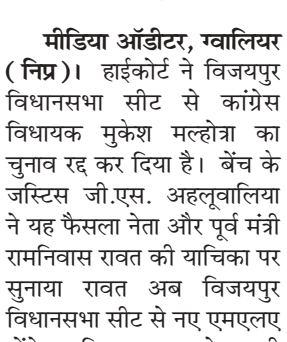 मीडिया ऑडीटर, ग्वालियर
(निप्र)। हाईकोर्ट ने विजयपुर
विधानसभा सीट से कांग्रेस
विधायक मुकेश मल्होत्रा का
चुनाव रद्द कर दिया है। बेंच के
जस्टिस जी.एस. अहलूवालिया
ने यह फैसला नेता और पूर्व मंत्री
रामनिवास रावत की याचिका पर
सुनाया रावत अब विजयपुर
विधानसभा सीट से नए एमएलए